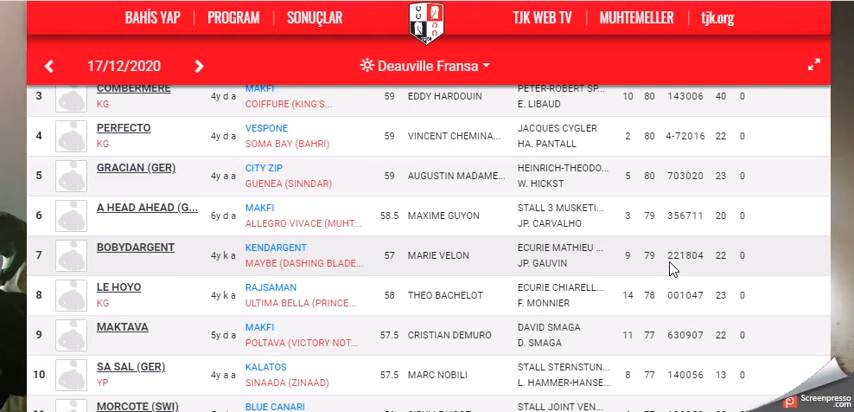 BAHİS YAP PROGRAM SONUÇLAR TJK WEB TV MUHTEMELLER tjk.org
17/12/2020 Deauville Fransa
3 COMBERMERE KG 4y d a MAKFI COIFFURE (KING'S... 59 EDDY HARDOUIN PETER-ROBERT SP... E. LIBAUD 10 80 143006 40 0
4 PERFECTO KG 4y d a VESPONE SOMA BAY (BAHRI) 59 VINCENT CHEMINA... JACQUES CYGLER HA. PANTALL 2 80 4-72016 22 0
5 GRACIAN (GER) 4y a a CITY ZIP GUENEA (SINNDAR) 59 AUGUSTIN MADAME... HEINRICH-THEODO... W. HICKST 5 80 703020 23 0
6 A HEAD AHEAD (G... 6y d a MAKFI ALLEGRO VIVACE (MUHT... 58.5 MAXIME GUYON STALL 3 MUSKETI... JP. CARVALHO 3 79 356711 20 0
7 BOBYDARGENT 4y k a KENDARGENT MAYBE (DASHING BLADE... 57 MARIE VELON ECURIE MATHIEU ... JP. GAUVIN 9 79 221804 22 0
8 LE HOYO KG 4y k a RAJSAMAN ULTIMA BELLA (PRINCE... 58 THEO BACHELOT ECURIE CHIARELL... F. MONNIER 14 78 001047 23 0
9 MAKTAVA 5y d a MAKFI POLTAVA (VICTORY NOT... 57.5 CRISTIAN DEMURO DAVID SMAGA D. SMAGA 11 77 630907 22 0
10 SA SAL (GER) YP 4y a a KALATOS SINAADA (ZINAAD) 57.5 MARC NOBILI STALL STERNSTUN... L. HAMMER-HANSE... 8 77 140056 13 0
MORCOTE (SWI) BLUE CANARI STALL JOINT VEN...
Screenpresso
.com